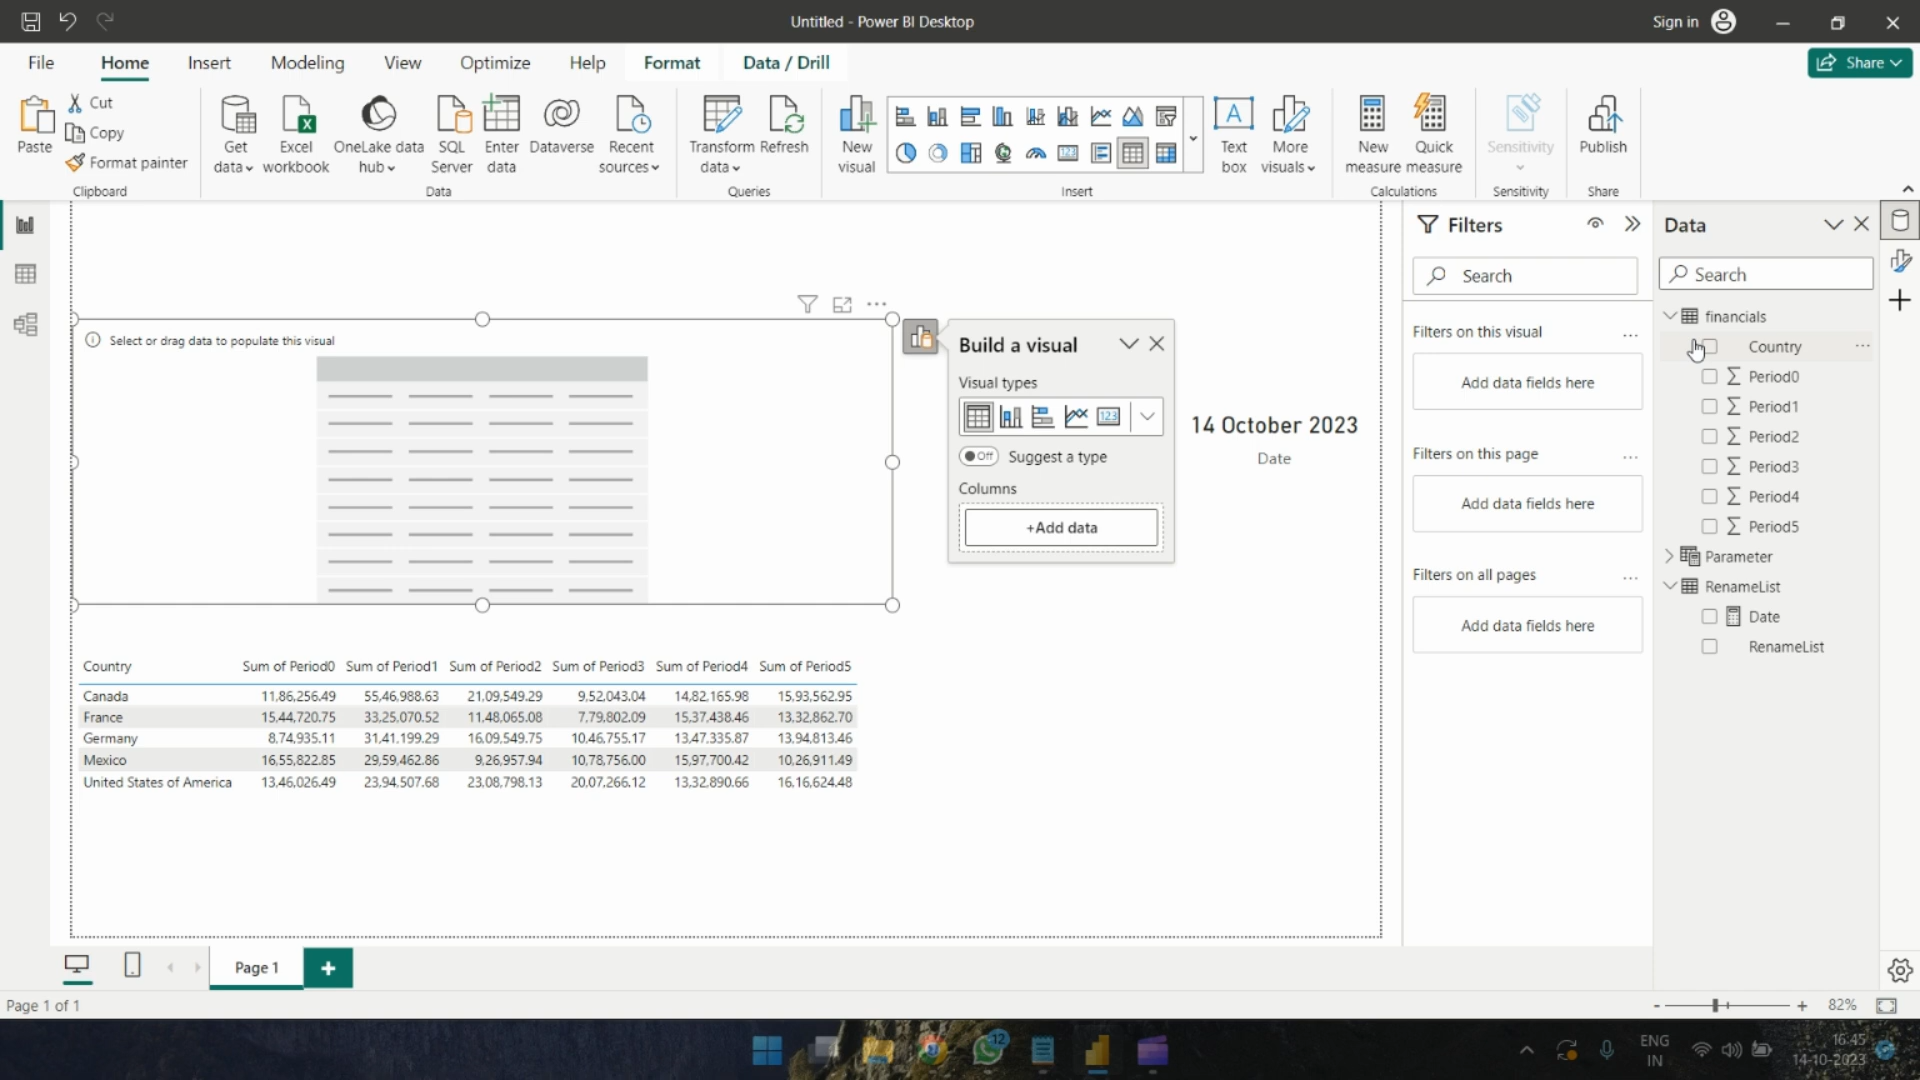 Untitled - Power BI Desktop
Sign in
File Home Insert Modeling View Optimize Help Format Data / Drill
Share
Paste
Cut
Copy
Format painter
Clipboard
Get data
Excel workbook
OneLake data hub
SQL Server
Enter data
Dataverse
Recent sources
Data
Transform data
Refresh
Queries
New visual
Text box
More visuals
Insert
New measure
Quick measure
Calculations
Sensitivity
Sensitivity
Publish
Share
Select or drag data to populate this visual
Build a visual
Visual types
123
Off Suggest a type
Columns
+Add data
14 October 2023
Date
Country Sum of Period0 Sum of Period1 Sum of Period2 Sum of Period3 Sum of Period4 Sum of Period5
Canada 11,86,256.49 55,46,988.63 21,09,549.29 9,52,043.04 14,82,165.98 15,93,562.95
France 15,44,720.75 33,25,070.52 11,48,065.08 7,79,802.09 15,37,438.46 13,32,862.70
Germany 8,74,935.11 31,41,199.29 16,09,549.75 10,46,755.17 13,47,335.87 13,94,813.46
Mexico 16,55,822.85 29,59,462.86 9,26,957.94 10,78,756.00 15,97,700.42 10,26,911.49
United States of America 13,46,026.49 23,94,507.68 23,08,798.13 20,07,266.12 13,32,890.66 16,16,624.48
Filters
Search
Filters on this visual
Add data fields here
Filters on this page
Add data fields here
Filters on all pages
Add data fields here
Data
Search
financials
Country
Period0
Period1
Period2
Period3
Period4
Period5
Parameter
RenameList
Date
RenameList
Page 1
Page 1 of 1
82%
12
ENG
IN
16:45
14-10-2023